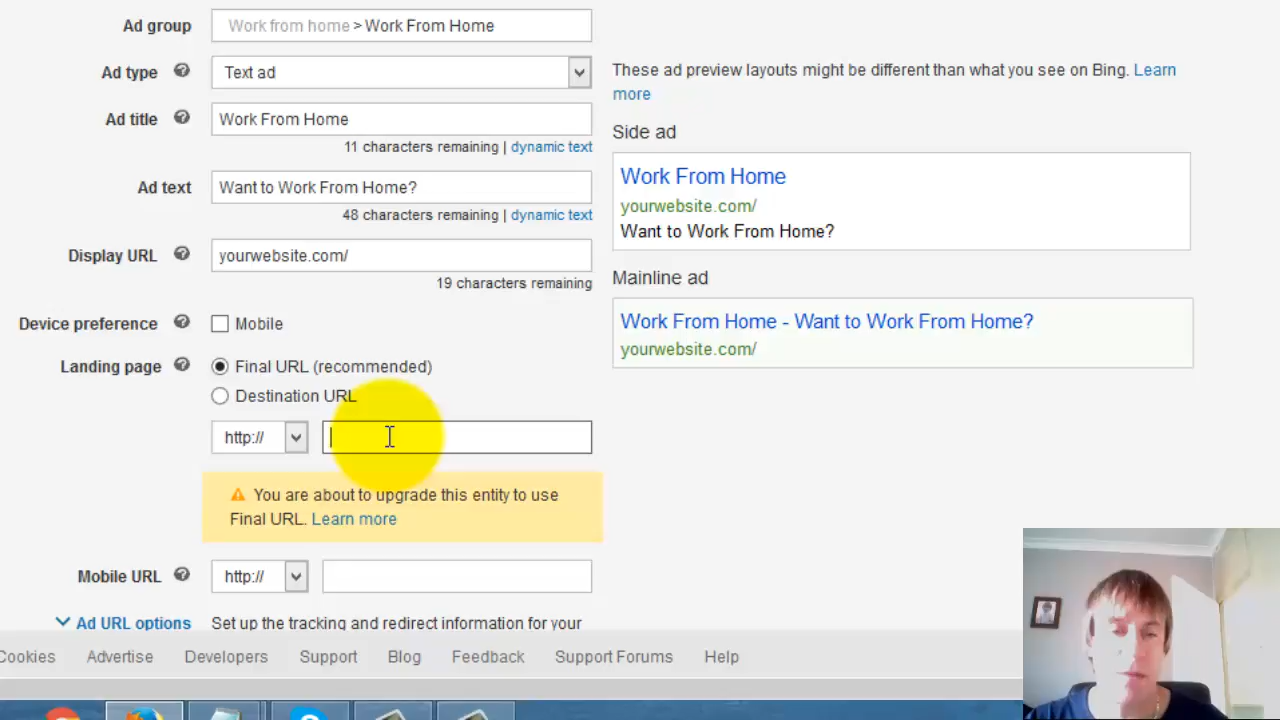 Ad group
Work from home > Work From Home
Ad type
Text ad
Ad title
Work From Home
11 characters remaining | dynamic text
Ad text
Want to Work From Home?
48 characters remaining | dynamic text
Display URL
yourwebsite.com/
19 characters remaining
Device preference
Mobile
Landing page
Final URL (recommended)
Destination URL
http://
You are about to upgrade this entity to use
Final URL. Learn more
Mobile URL
http://
Ad URL options
Set up the tracking and redirect information for your
These ad preview layouts might be different than what you see on Bing. Learn
more
Side ad
Work From Home
yourwebsite.com/
Want to Work From Home?
Mainline ad
Work From Home - Want to Work From Home?
yourwebsite.com/
Cookies Advertise Developers Support Blog Feedback Support Forums Help